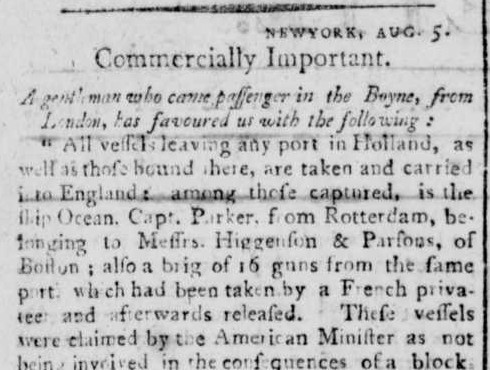 NEWYORK, AUG. 5.
Commercially Important.
A gentleman who came paſſenger in the Boyne, from
London, has favoured us with the following:
" All veſſels leaving any port in Holland, as
well as thoſe bound there, are taken and carried
into England: among thoſe captured, is the
ſhip Ocean, Capt. Parker, from Rotterdam, be-
longing to Meſſrs. Higgenſon & Parſons, of
Boſton; alſo a brig of 16 guns from the ſame
port, which had been taken by a French priva-
teer and afterwards releaſed. Theſe veſſels
were claimed by the American Miniſter as not
being involved in the conſequences of a block